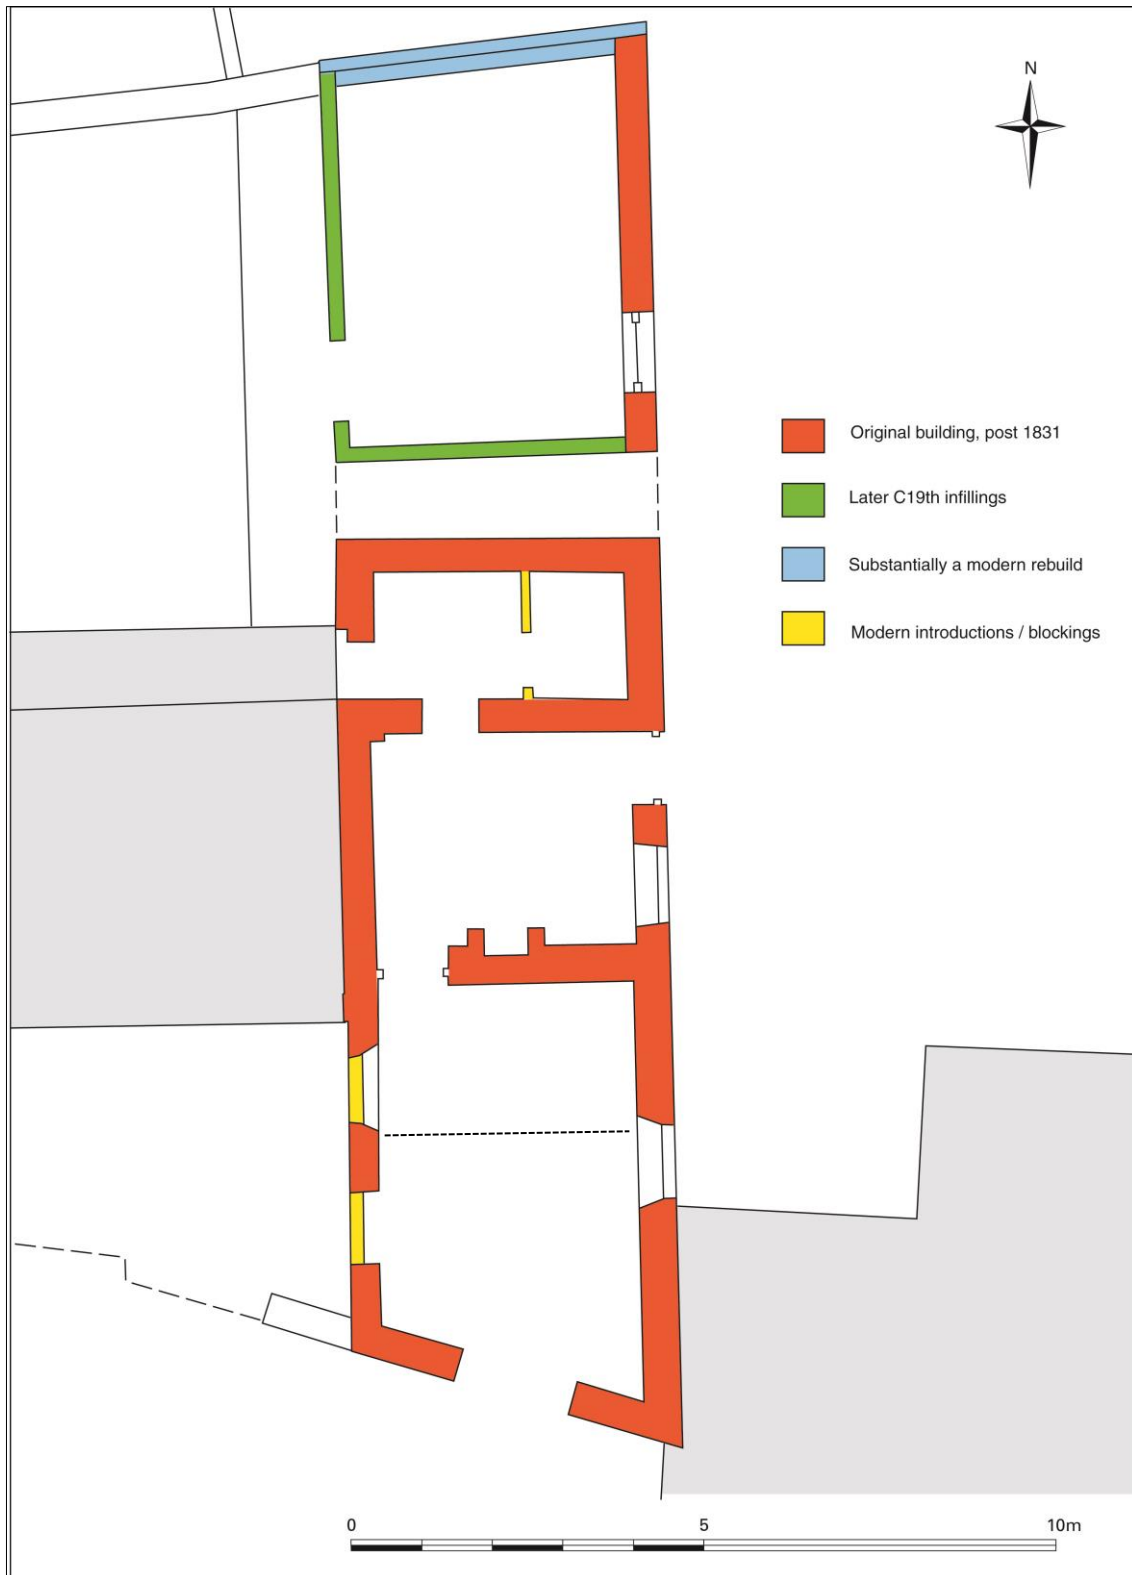 N
Original building, post 1831
Later C19th infillings
Substantially a modern rebuild
Modern introductions / blockings
0 5 10m